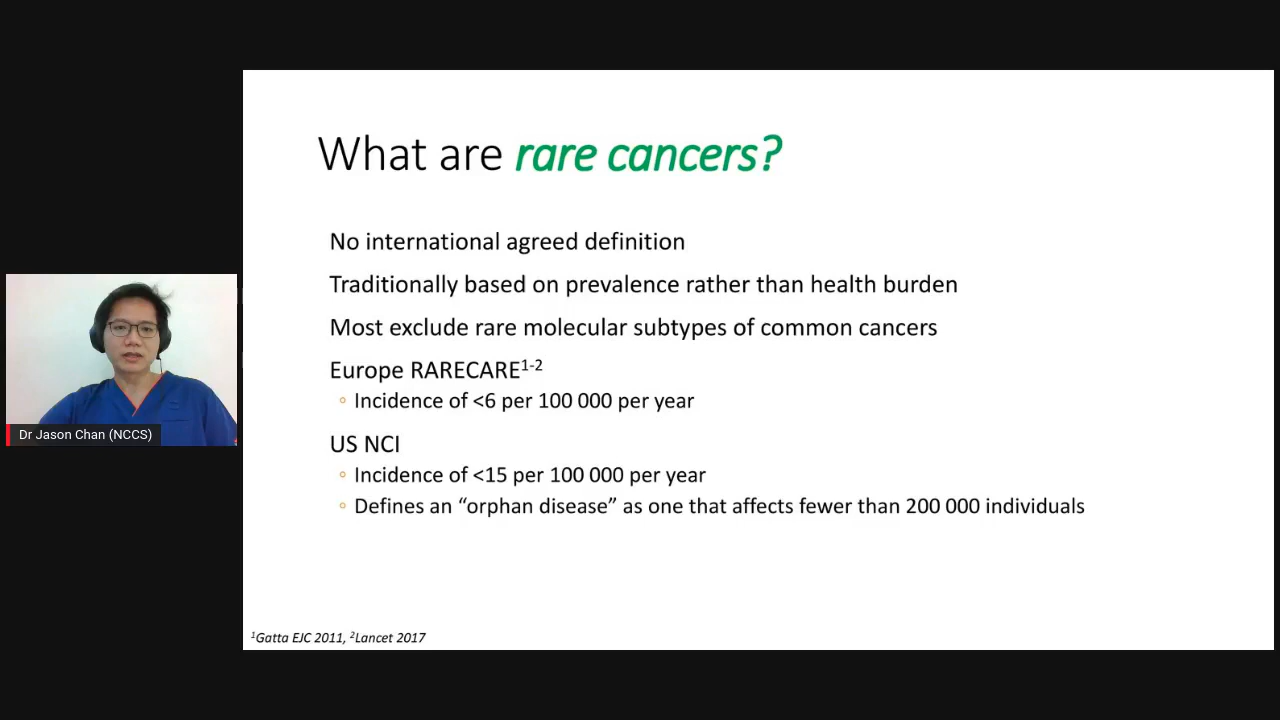 What are rare cancers?
No international agreed definition
Traditionally based on prevalence rather than health burden
Most exclude rare molecular subtypes of common cancers
Europe RARECARE¹⁻²
◦ Incidence of <6 per 100 000 per year
US NCI
◦ Incidence of <15 per 100 000 per year
◦ Defines an “orphan disease” as one that affects fewer than 200 000 individuals
¹Gatta EJC 2011, ²Lancet 2017
Dr Jason Chan (NCCS)